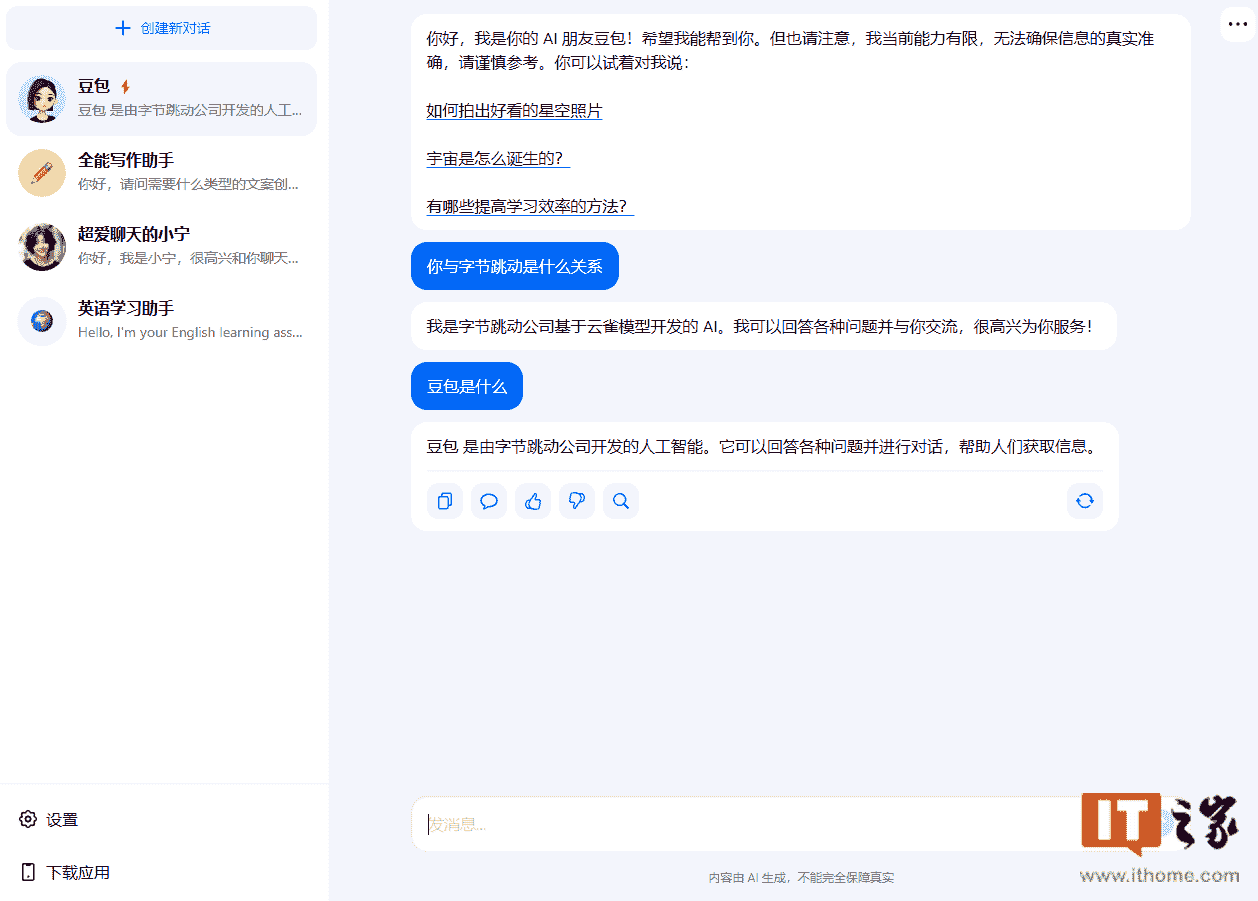 创建新对话
豆包
豆包 是由字节跳动公司开发的人工...
全能写作助手
你好，请问需要什么类型的文案创...
超爱聊天的小宁
你好，我是小宁，很高兴和你聊天...
英语学习助手
Hello, I'm your English learning ass...
设置
下载应用
你好，我是你的 AI 朋友豆包！希望我能帮到你。但也请注意，我当前能力有限，无法确保信息的真实准
确，请谨慎参考。你可以试着对我说：
如何拍出好看的星空照片
宇宙是怎么诞生的？
有哪些提高学习效率的方法？
你与字节跳动是什么关系
我是字节跳动公司基于云雀模型开发的 AI。我可以回答各种问题并与你交流，很高兴为你服务！
豆包是什么
豆包 是由字节跳动公司开发的人工智能。它可以回答各种问题并进行对话，帮助人们获取信息。
发消息...
内容由 AI 生成，不能完全保障真实
IT之家
www.ithome.com